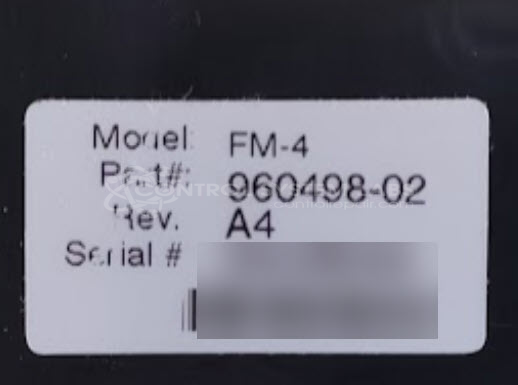 Model: FM-4
Part#: 960498-02
Rev. A4
Serial #